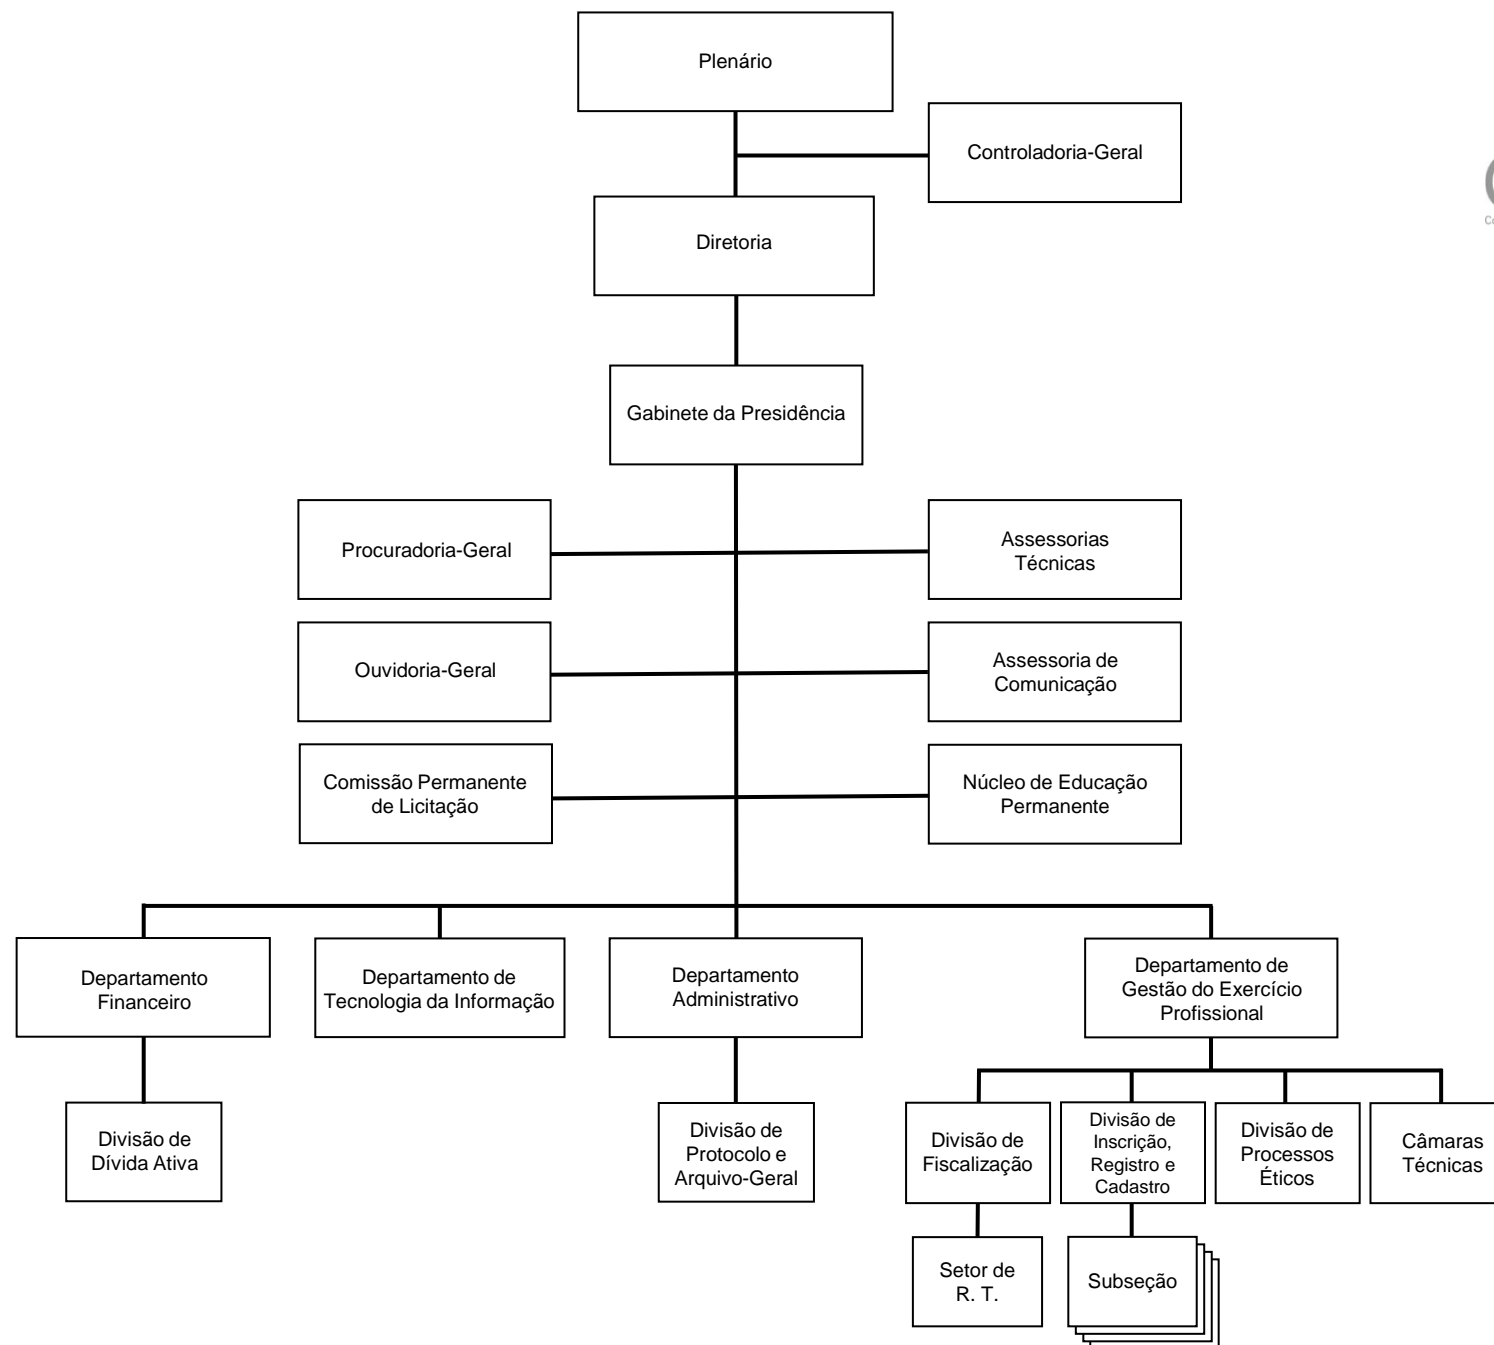 Plenário
Controladoria-Geral
Diretoria
Gabinete da Presidência
Procuradoria-Geral
Assessorias
Técnicas
Ouvidoria-Geral
Assessoria de
Comunicação
Comissão Permanente
de Licitação
Núcleo de Educação
Permanente
Departamento
Financeiro
Departamento de
Tecnologia da Informação
Departamento
Administrativo
Departamento de
Gestão do Exercício
Profissional
Divisão de
Dívida Ativa
Divisão de
Protocolo e
Arquivo-Geral
Divisão de
Fiscalização
Divisão de
Inscrição,
Registro e
Cadastro
Divisão de
Processos
Éticos
Câmaras
Técnicas
Setor de
R. T.
Subseção